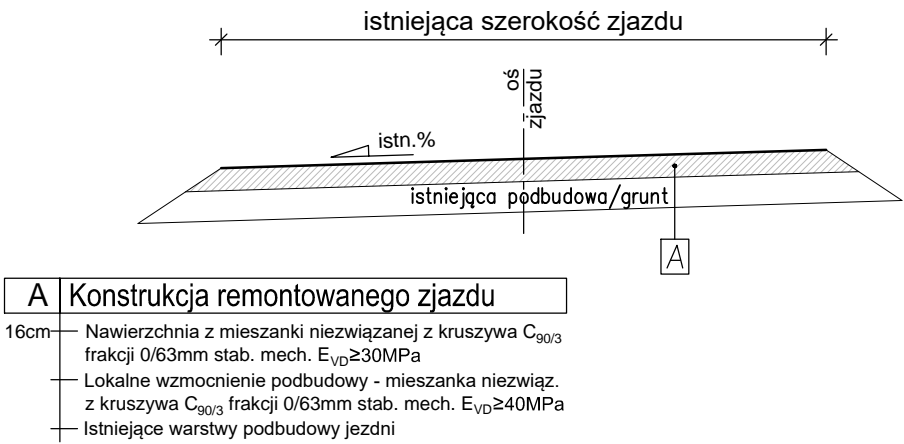 istniejąca szerokość zjazdu
oś
zjazdu
istn.%
istniejąca podbudowa/grunt
A
A Konstrukcja remontowanego zjazdu
16cm Nawierzchnia z mieszanki niezwiązanej z kruszywa C90/3
frakcji 0/63mm stab. mech. EVD≥30MPa
Lokalne wzmocnienie podbudowy - mieszanka niezwiąz.
z kruszywa C90/3 frakcji 0/63mm stab. mech. EVD≥40MPa
Istniejące warstwy podbudowy jezdni